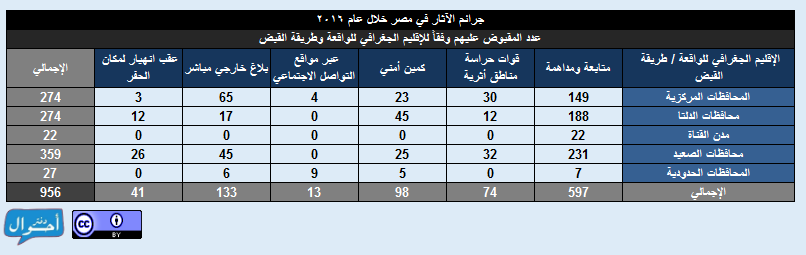 جرائم الآثار في مصر خلال عام ٢٠١٦
عدد المقبوض عليهم وفقاً للإقليم الجغرافي للواقعة وطريقة القبض
الإقليم الجغرافي للواقعة / طريقة القبض | متابعة ومداهمة | قوات حراسة مناطق أثرية | كمين أمني | عبر مواقع التواصل الاجتماعي | بلاغ خارجي مباشر | عقب انهيار لمكان الحفر | الإجمالي
المحافظات المركزية | 149 | 30 | 23 | 4 | 65 | 3 | 274
محافظات الدلتا | 188 | 12 | 45 | 0 | 17 | 12 | 274
مدن القناة | 22 | 0 | 0 | 0 | 0 | 0 | 22
محافظات الصعيد | 231 | 32 | 25 | 0 | 45 | 26 | 359
المحافظات الحدودية | 7 | 0 | 5 | 9 | 6 | 0 | 27
الإجمالي | 597 | 74 | 98 | 13 | 133 | 41 | 956
دفتر أحوال
cc BY